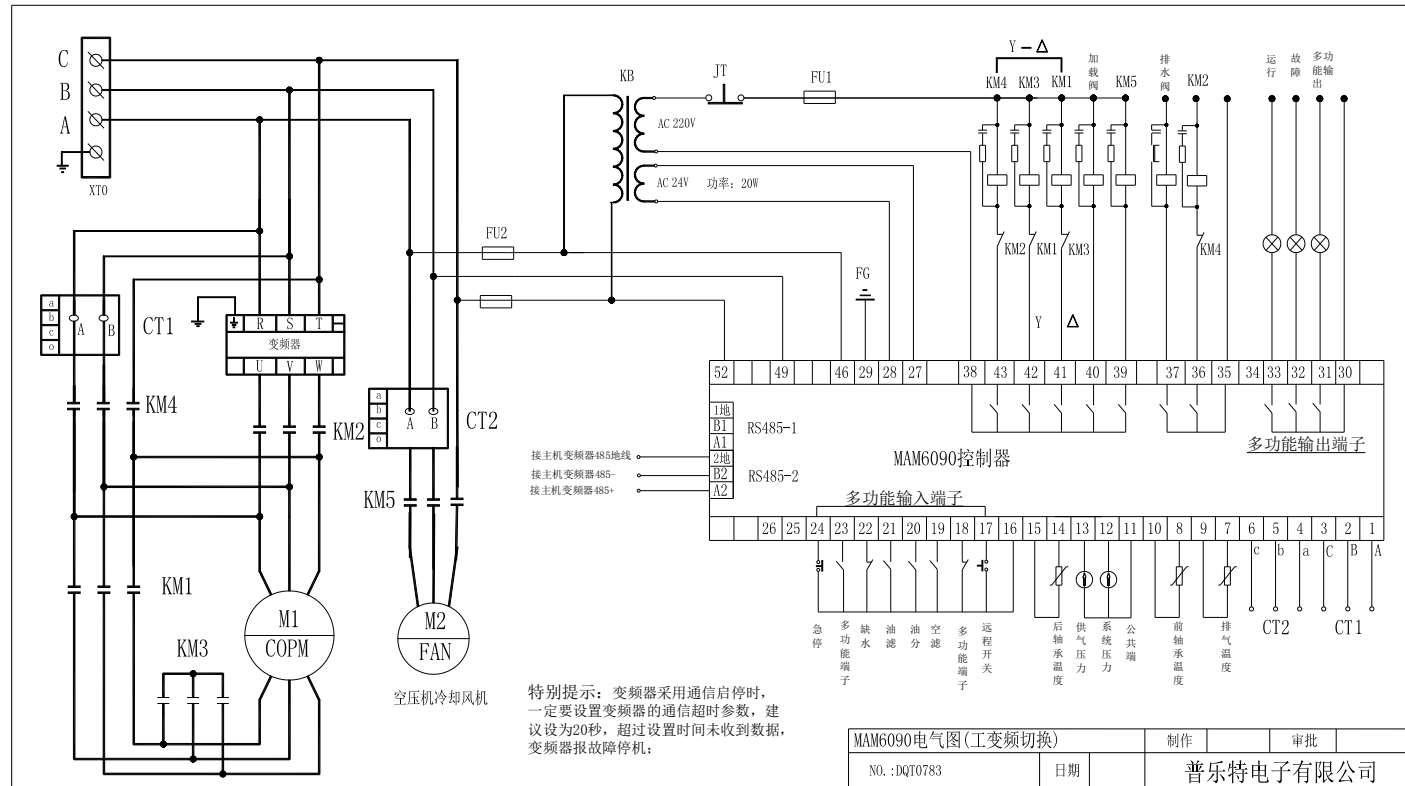 C
B
A
XT0
KB
JT
FU1
Y-Δ
KM4 KM3 KM1 加载阀 KM5 排水阀 KM2 运行 故障 多功能输出
AC 220V
AC 24V 功率: 20W
FU2
KM2 KM1 KM3 KM4
FG
Y Δ
a
b
c
o
A B
CT1
R S T
变频器
U V W
KM4
KM2
a
b
c
o
A B
CT2
KM5
52 49 46 29 28 27 38 43 42 41 40 39 37 36 35 34 33 32 31 30
1地
B1
A1
2地
B2
A2
RS485-1
RS485-2
接主机变频器485地线
接主机变频器485-
接主机变频器485+
MAM6090控制器
多功能输出端子
多功能输入端子
26 25 24 23 22 21 20 19 18 17 16 15 14 13 12 11 10 8 9 7 6 5 4 3 2 1
c b a C B A
CT2 CT1
急停
多功能端子
缺水
油滤
油分
空滤
多功能端子
远程开关
后轴承温度
供气压力
系统压力
公共端
前轴承温度
排气温度
KM1
KM3
M1
COPM
M2
FAN
空压机冷却风机
特别提示: 变频器采用通信启停时,
一定要设置变频器的通信超时参数, 建
议设为20秒, 超过设置时间未收到数据,
变频器报故障停机;
MAM6090电气图(工变频切换) 制作 审批
NO.:DQT0783 日期 普乐特电子有限公司